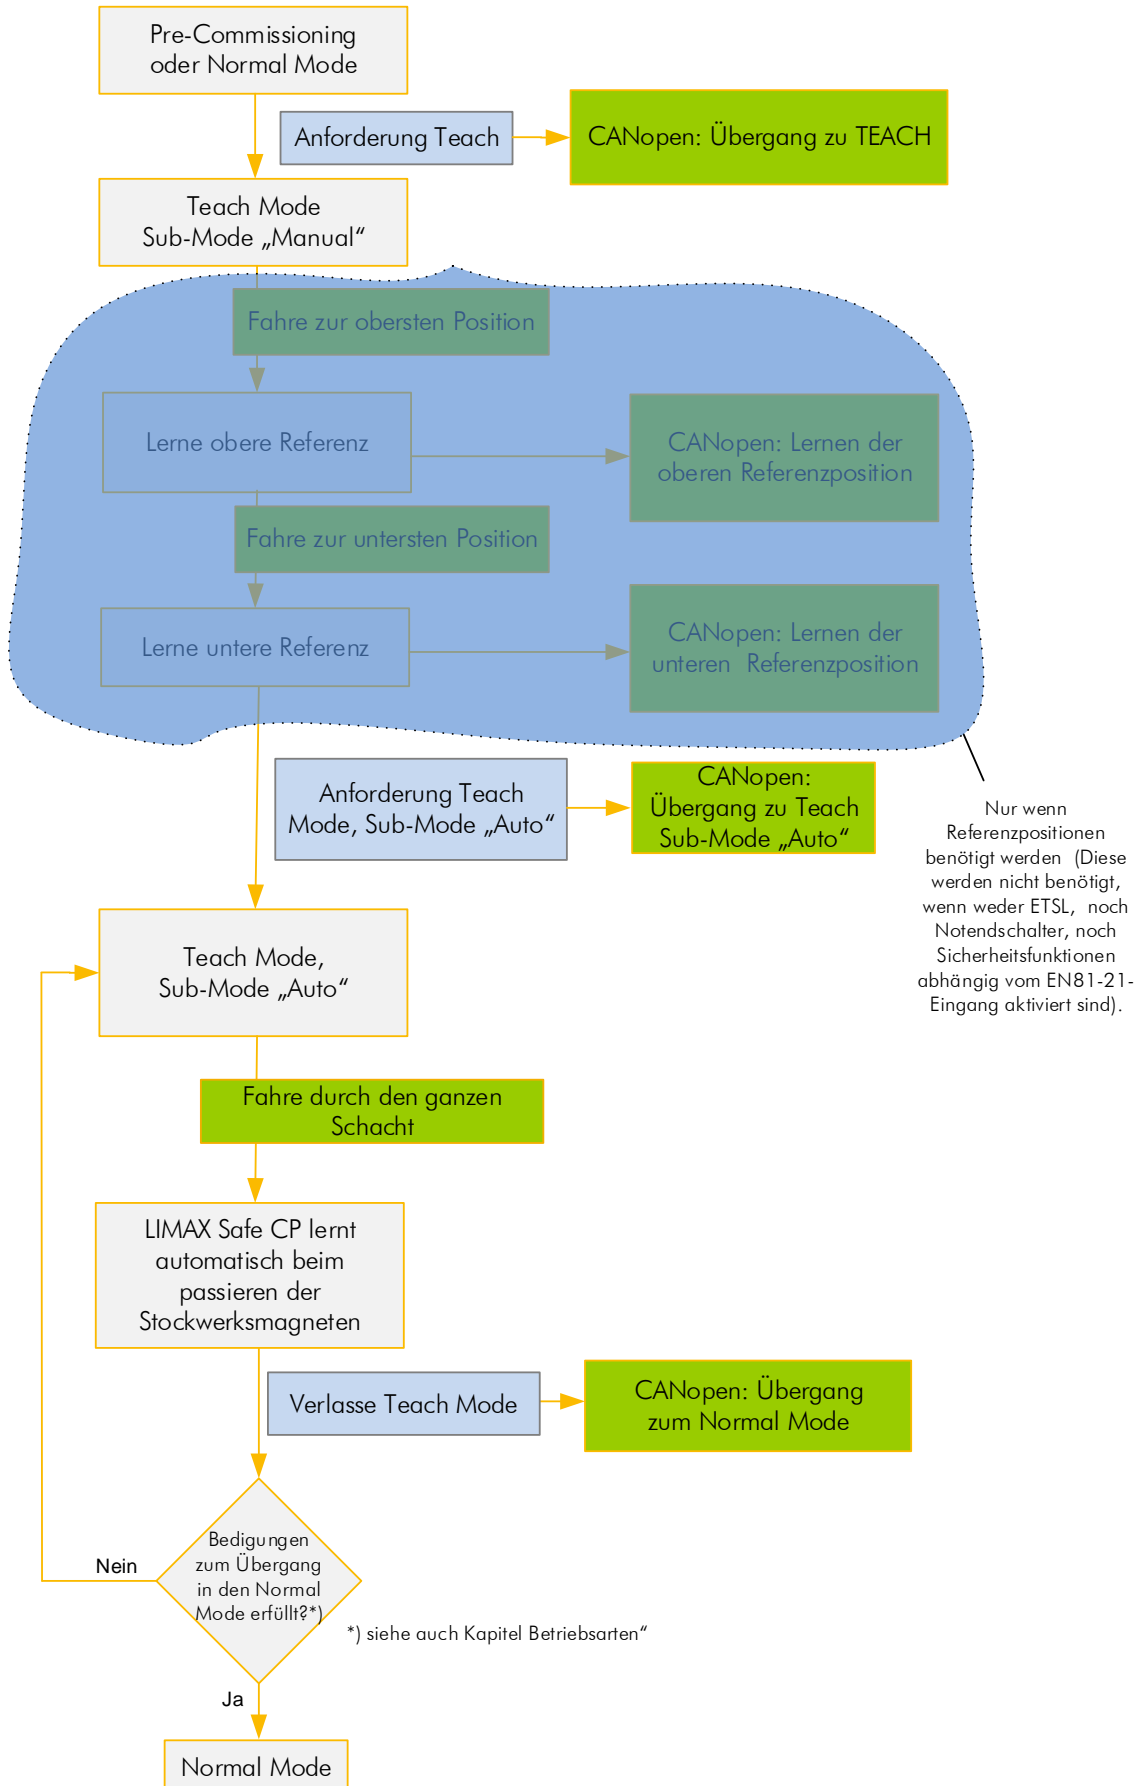 Pre-Commissioning
oder Normal Mode
Anforderung Teach
CANopen: Übergang zu TEACH
Teach Mode
Sub-Mode „Manual“
Fahre zur obersten Position
Lerne obere Referenz
CANopen: Lernen der
oberen Referenzposition
Fahre zur untersten Position
Lerne untere Referenz
CANopen: Lernen der
unteren Referenzposition
Anforderung Teach
Mode, Sub-Mode „Auto“
CANopen:
Übergang zu Teach
Sub-Mode „Auto“
Nur wenn
Referenzpositionen
benötigt werden (Diese
werden nicht benötigt,
wenn weder ETSL, noch
Notendschalter, noch
Sicherheitsfunktionen
abhängig vom EN81-21-
Eingang aktiviert sind).
Teach Mode,
Sub-Mode „Auto“
Fahre durch den ganzen
Schacht
LIMAX Safe CP lernt
automatisch beim
passieren der
Stockwerksmagneten
Verlasse Teach Mode
CANopen: Übergang
zum Normal Mode
Bedigungen
zum Übergang
in den Normal
Mode erfüllt?*)
Nein
*) siehe auch Kapitel Betriebsarten“
Ja
Normal Mode